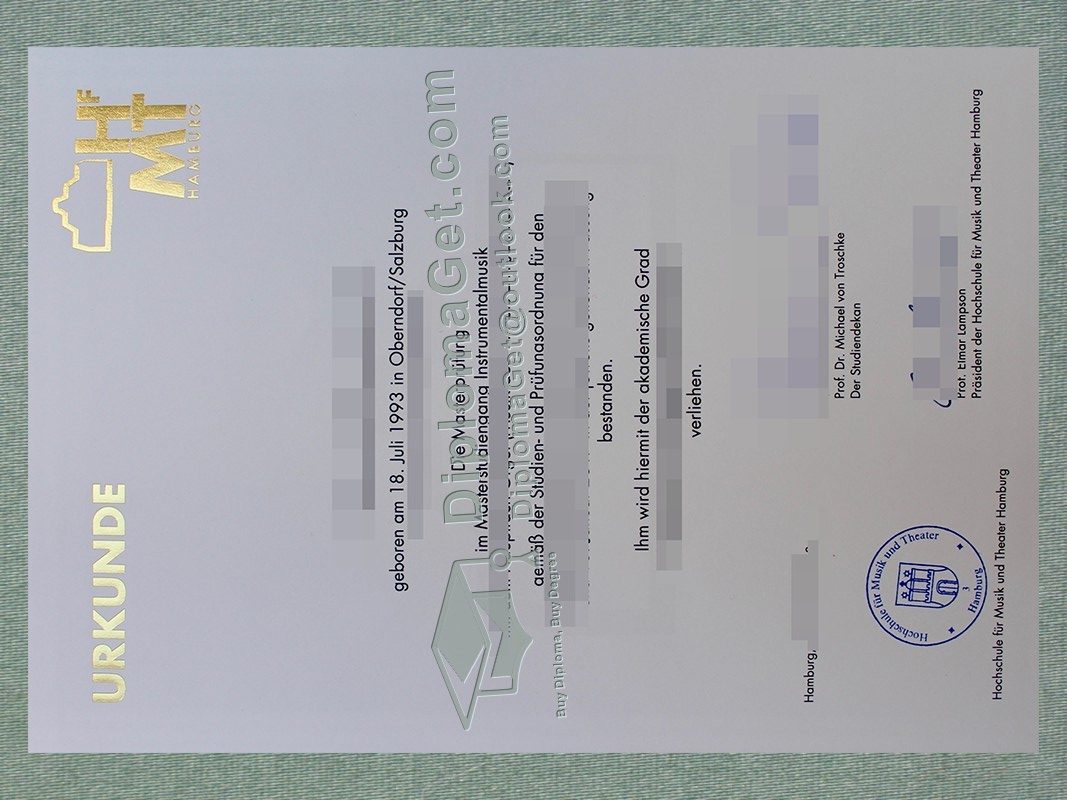 HF
MT
HAMBURG
URKUNDE
geboren am 18. Juli 1993 in Oberndorf/Salzburg
Die Masterprüfung
im Masterstudiengang Instrumentalmusik
gemäß der Studien- und Prüfungsordnung für den
bestanden.
Ihm wird hiermit der akademische Grad
verliehen.
DiplomaGet.com
DiplomaGet@outlook.com
Buy Diploma, Buy Degree
Prof. Dr. Michael von Troschke
Der Studiendekan
Hamburg,
Prof. Elmar Lampson
Präsident der Hochschule für Musik und Theater Hamburg
Hochschule für Musik und Theater
Hamburg
3
Hochschule für Musik und Theater Hamburg